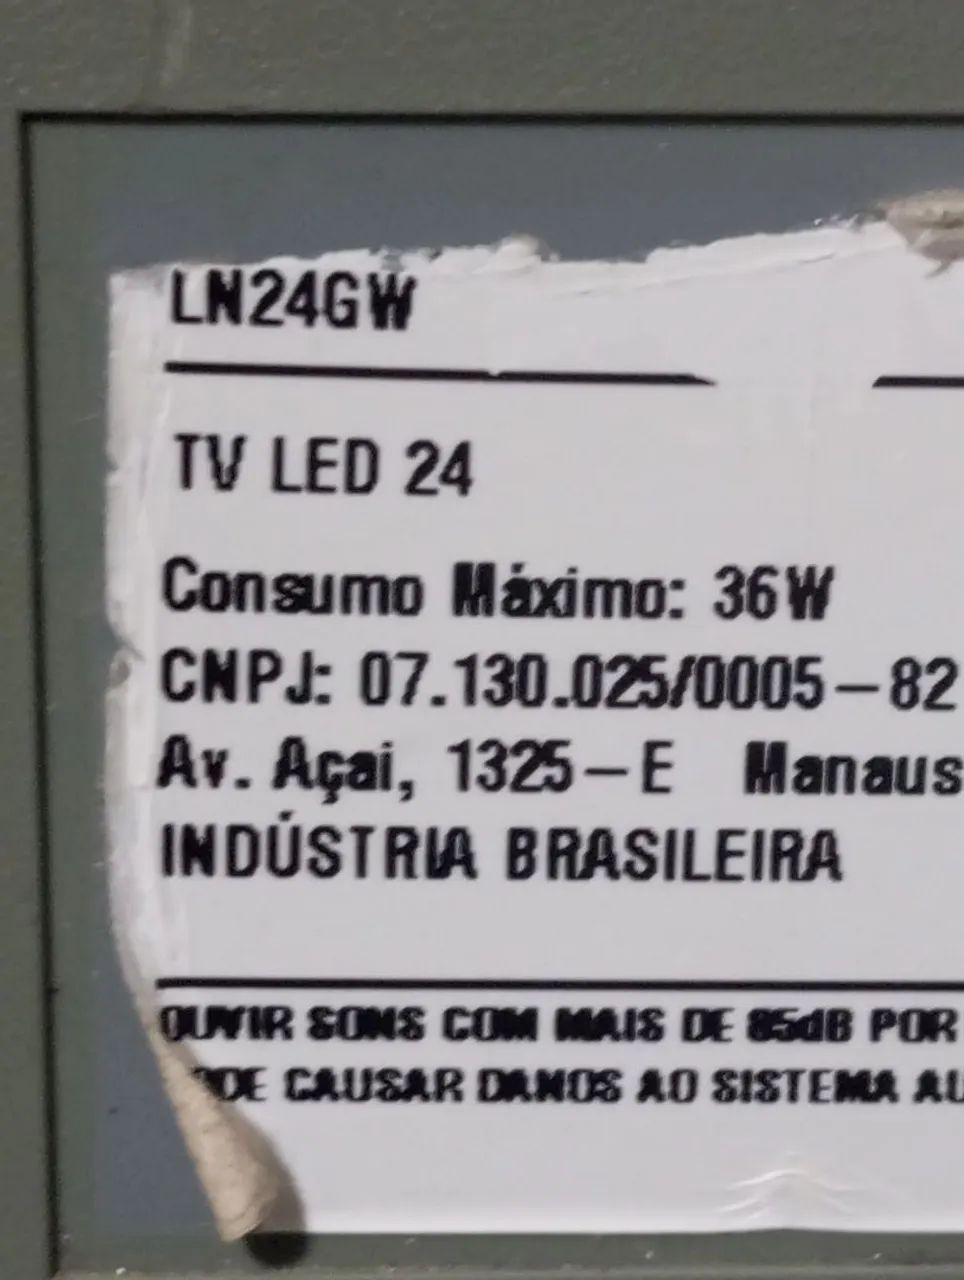 LN24GW
TV LED 24
Consumo Máximo: 36W
CNPJ: 07.130.025/0005-82
Av. Açai, 1325-E Manaus
INDÚSTRIA BRASILEIRA
OUVIR SONS COM MAIS DE 85dB POR
CAUSAR DANOS AO SISTEMA